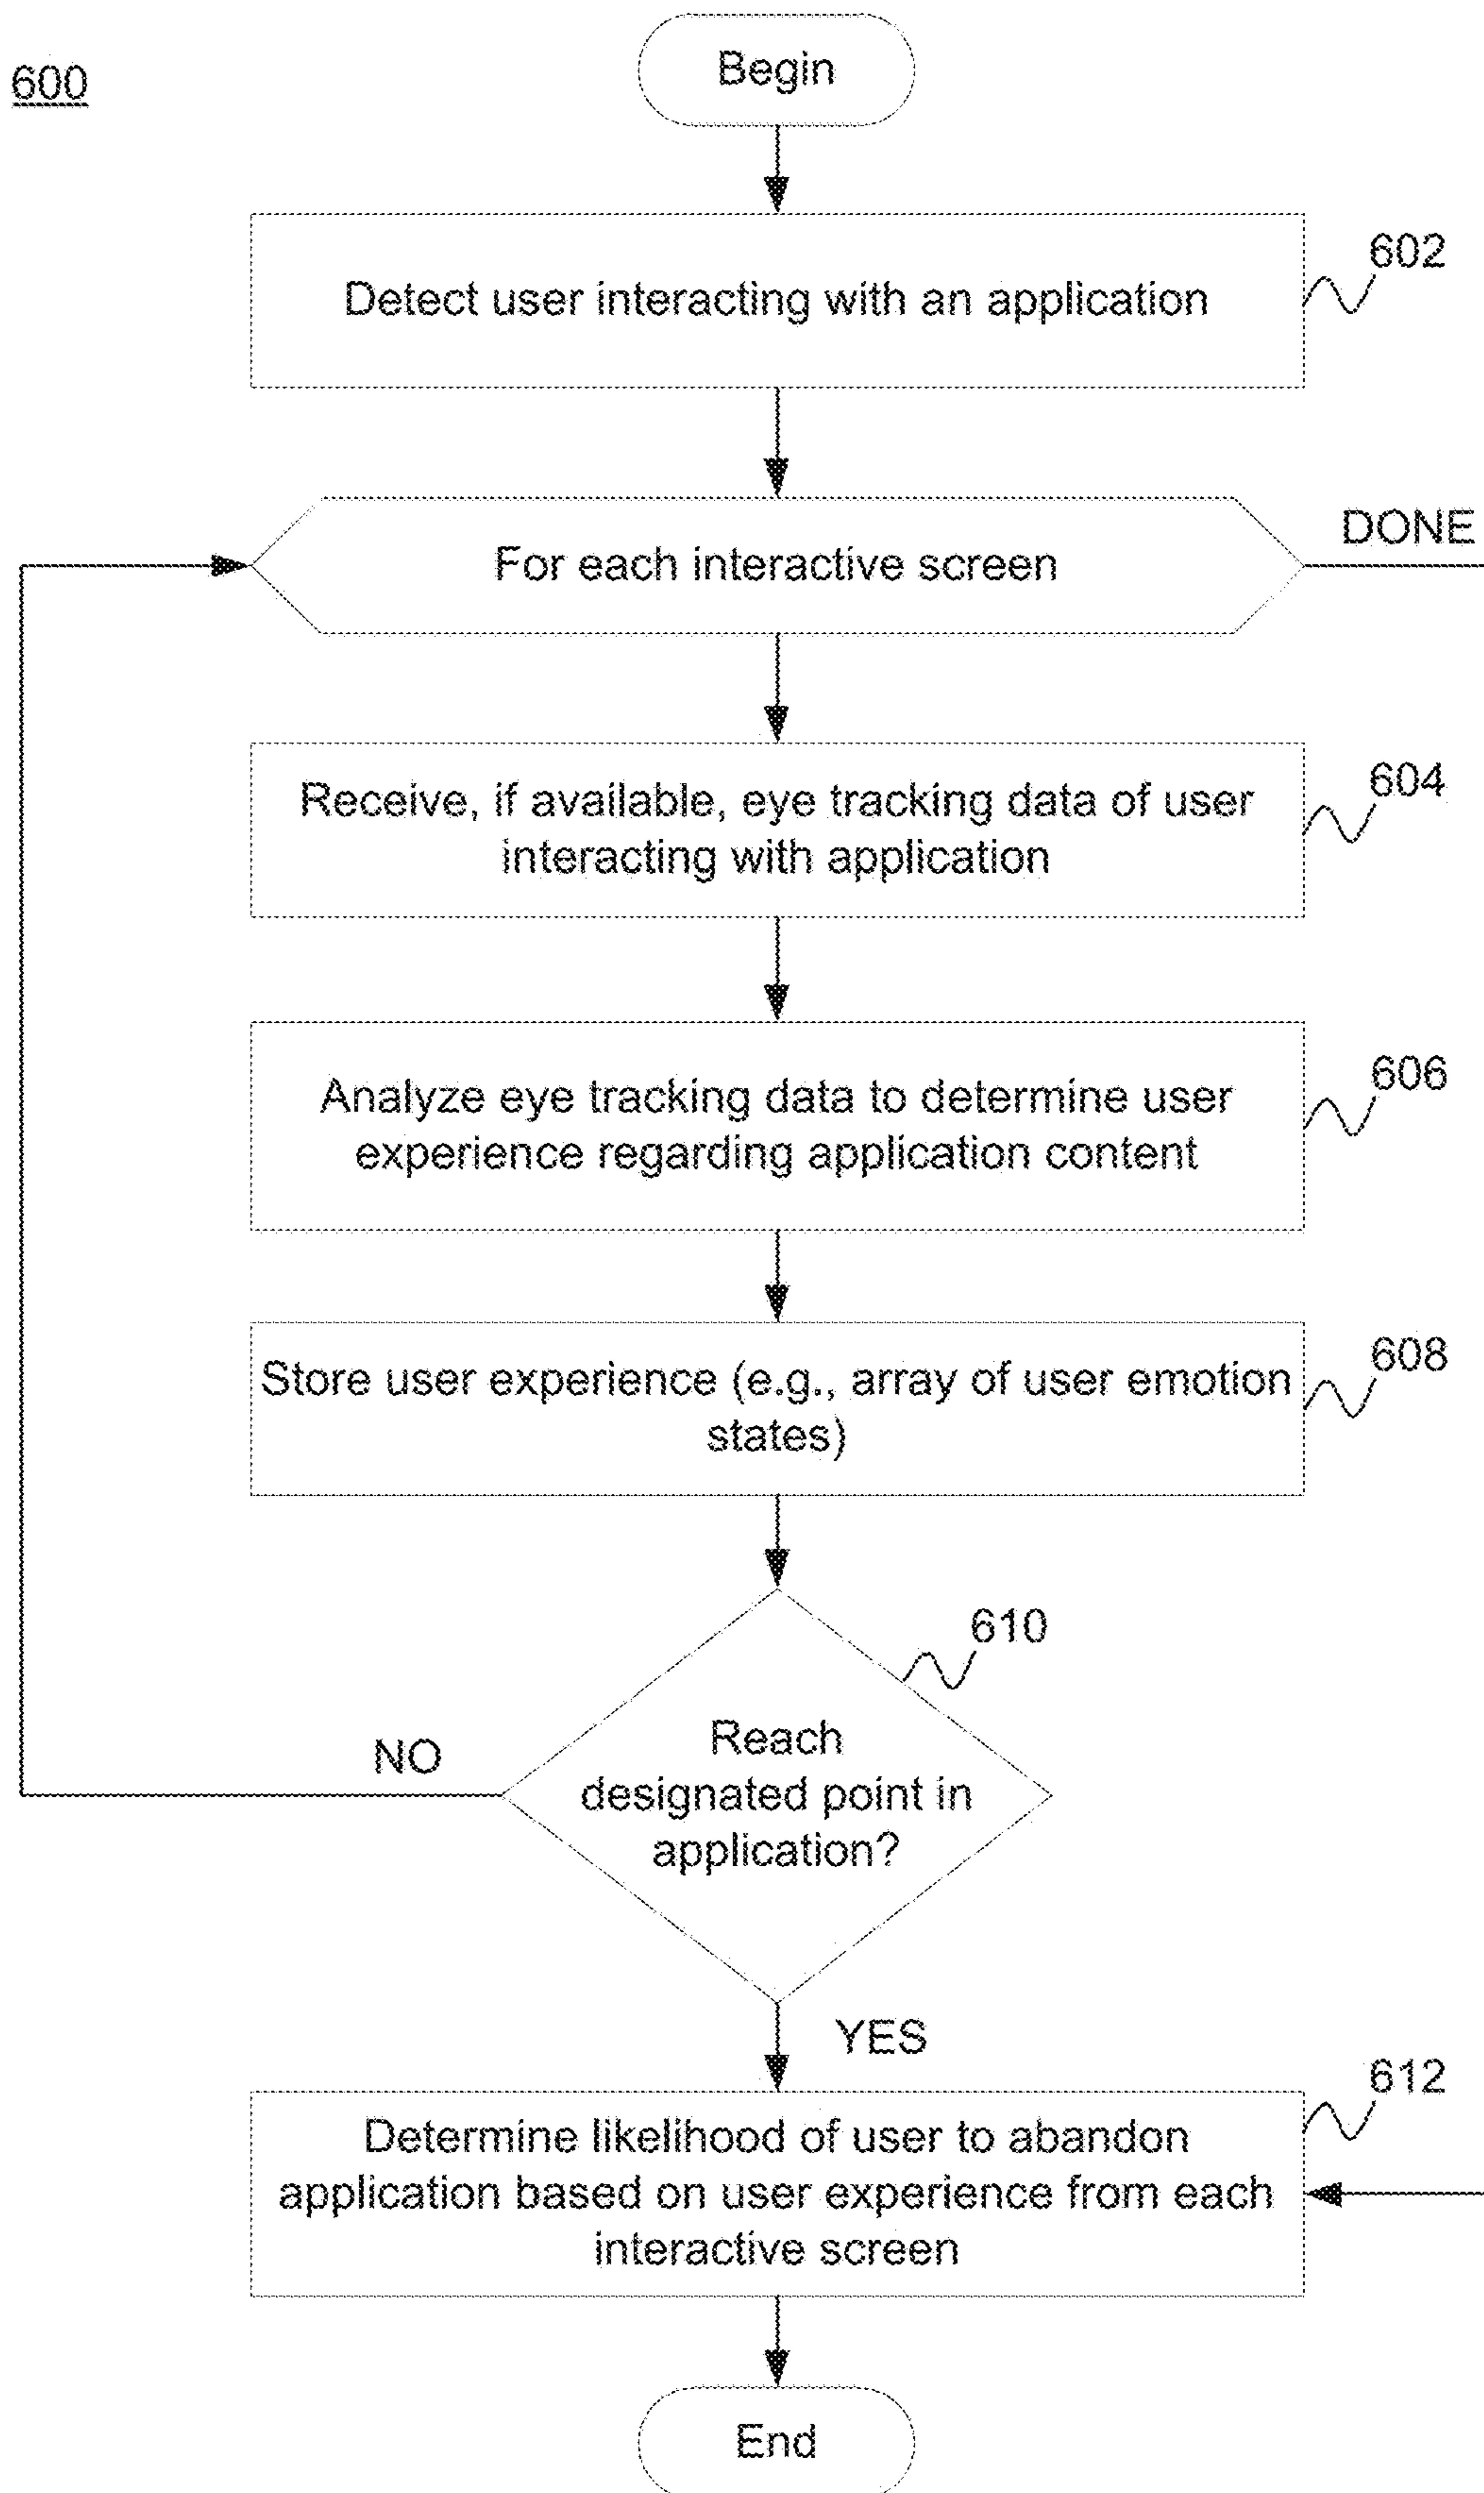 600
Begin
602
Detect user interacting with an application
DONE
For each interactive screen
604
Receive, if available, eye tracking data of user
interacting with application
606
Analyze eye tracking data to determine user
experience regarding application content
608
Store user experience (e.g., array of user emotion
states)
610
Reach
designated point in
application?
NO
YES
612
Determine likelihood of user to abandon
application based on user experience from each
interactive screen
End